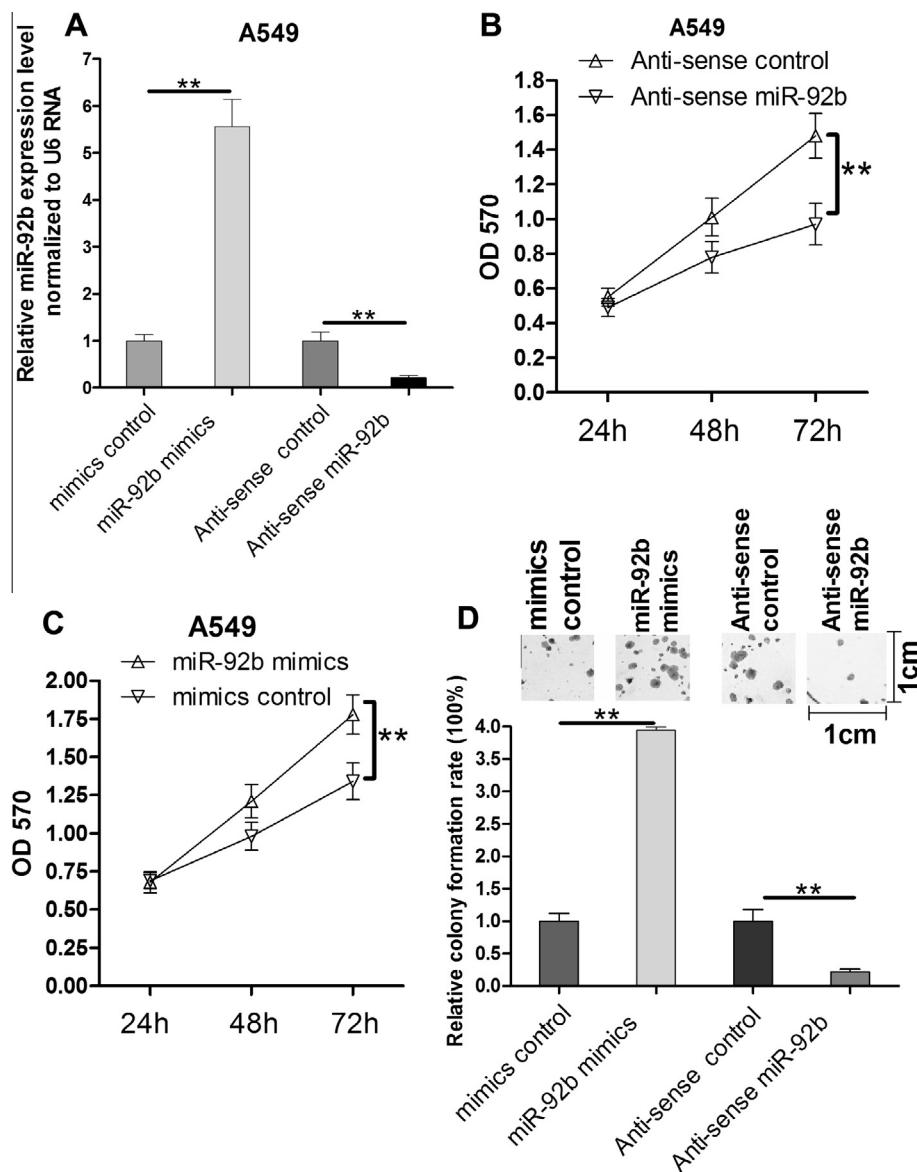 A
A549
Relative miR-92b expression level
normalized to U6 RNA
7
6
5
4
3
2
1
0
**
**
mimics control
miR-92b mimics
Anti-sense control
Anti-sense miR-92b
B
A549
Anti-sense control
Anti-sense miR-92b
OD 570
1.8
1.6
1.4
1.2
1.0
0.8
0.6
0.4
0.2
0.0
**
24h 48h 72h
C
A549
miR-92b mimics
mimics control
OD 570
2.00
1.75
1.50
1.25
1.00
0.75
0.50
0.25
0.00
**
24h 48h 72h
D
mimics
control
miR-92b
mimics
Anti-sense
control
Anti-sense
miR-92b
1cm
1cm
Relative colony formation rate (100%)
4.0
3.5
3.0
2.5
2.0
1.5
1.0
0.5
0.0
**
**
mimics control
miR-92b mimics
Anti-sense control
Anti-sense miR-92b